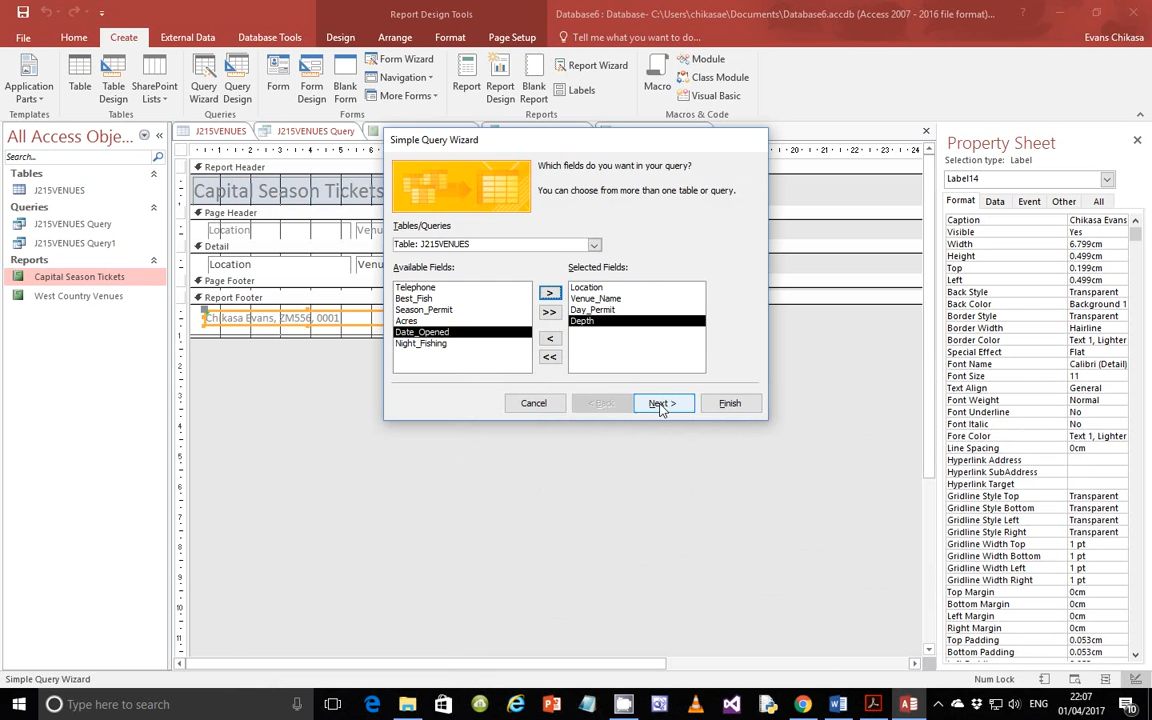 Report Design Tools
Database6 : Database- C:\Users\chikasae\Documents\Database6.accdb (Access 2007 - 2016 file format)...
File Home Create External Data Database Tools Design Arrange Format Page Setup Tell me what you want to do... Evans Chikasa
Application Parts
Table
Table Design
SharePoint Lists
Query Wizard
Query Design
Form
Form Design
Blank Form
Form Wizard
Navigation
More Forms
Report
Report Design
Blank Report
Report Wizard
Labels
Macro
Module
Class Module
Visual Basic
Templates Tables Queries Forms Reports Macros & Code
All Access Obje...
Search...
Tables
J215VENUES
Queries
J215VENUES Query
J215VENUES Query1
Reports
Capital Season Tickets
West Country Venues
J215VENUES J215VENUES Query
Report Header
Capital Season Tickets
Page Header
Location
Detail
Location
Page Footer
Report Footer
Chikasa Evans, ZM556, 0001
Simple Query Wizard
Which fields do you want in your query?
You can choose from more than one table or query.
Tables/Queries
Table: J215VENUES
Available Fields:
Telephone
Best_Fish
Season_Permit
Acres
Date_Opened
Night_Fishing
>
>>
<
<<
Selected Fields:
Location
Venue_Name
Day_Permit
Depth
Cancel < Back Next > Finish
Property Sheet
Selection type: Label
Label14
Format Data Event Other All
Caption Chikasa Evans
Visible Yes
Width 6.799cm
Height 0.499cm
Top 0.199cm
Left 0.499cm
Back Style Transparent
Back Color Background 1
Border Style Transparent
Border Width Hairline
Border Color Text 1, Lighter
Special Effect Flat
Font Name Calibri (Detail)
Font Size 11
Text Align General
Font Weight Normal
Font Underline No
Font Italic No
Fore Color Text 1, Lighter
Line Spacing 0cm
Hyperlink Address
Hyperlink SubAddress
Hyperlink Target
Gridline Style Top Transparent
Gridline Style Bottom Transparent
Gridline Style Left Transparent
Gridline Style Right Transparent
Gridline Width Top 1 pt
Gridline Width Bottom 1 pt
Gridline Width Left 1 pt
Gridline Width Right 1 pt
Top Margin 0cm
Bottom Margin 0cm
Left Margin 0cm
Right Margin 0cm
Top Padding 0.053cm
Bottom Padding 0.053cm
Simple Query Wizard Num Lock
Type here to search
ENG
22:07
01/04/2017